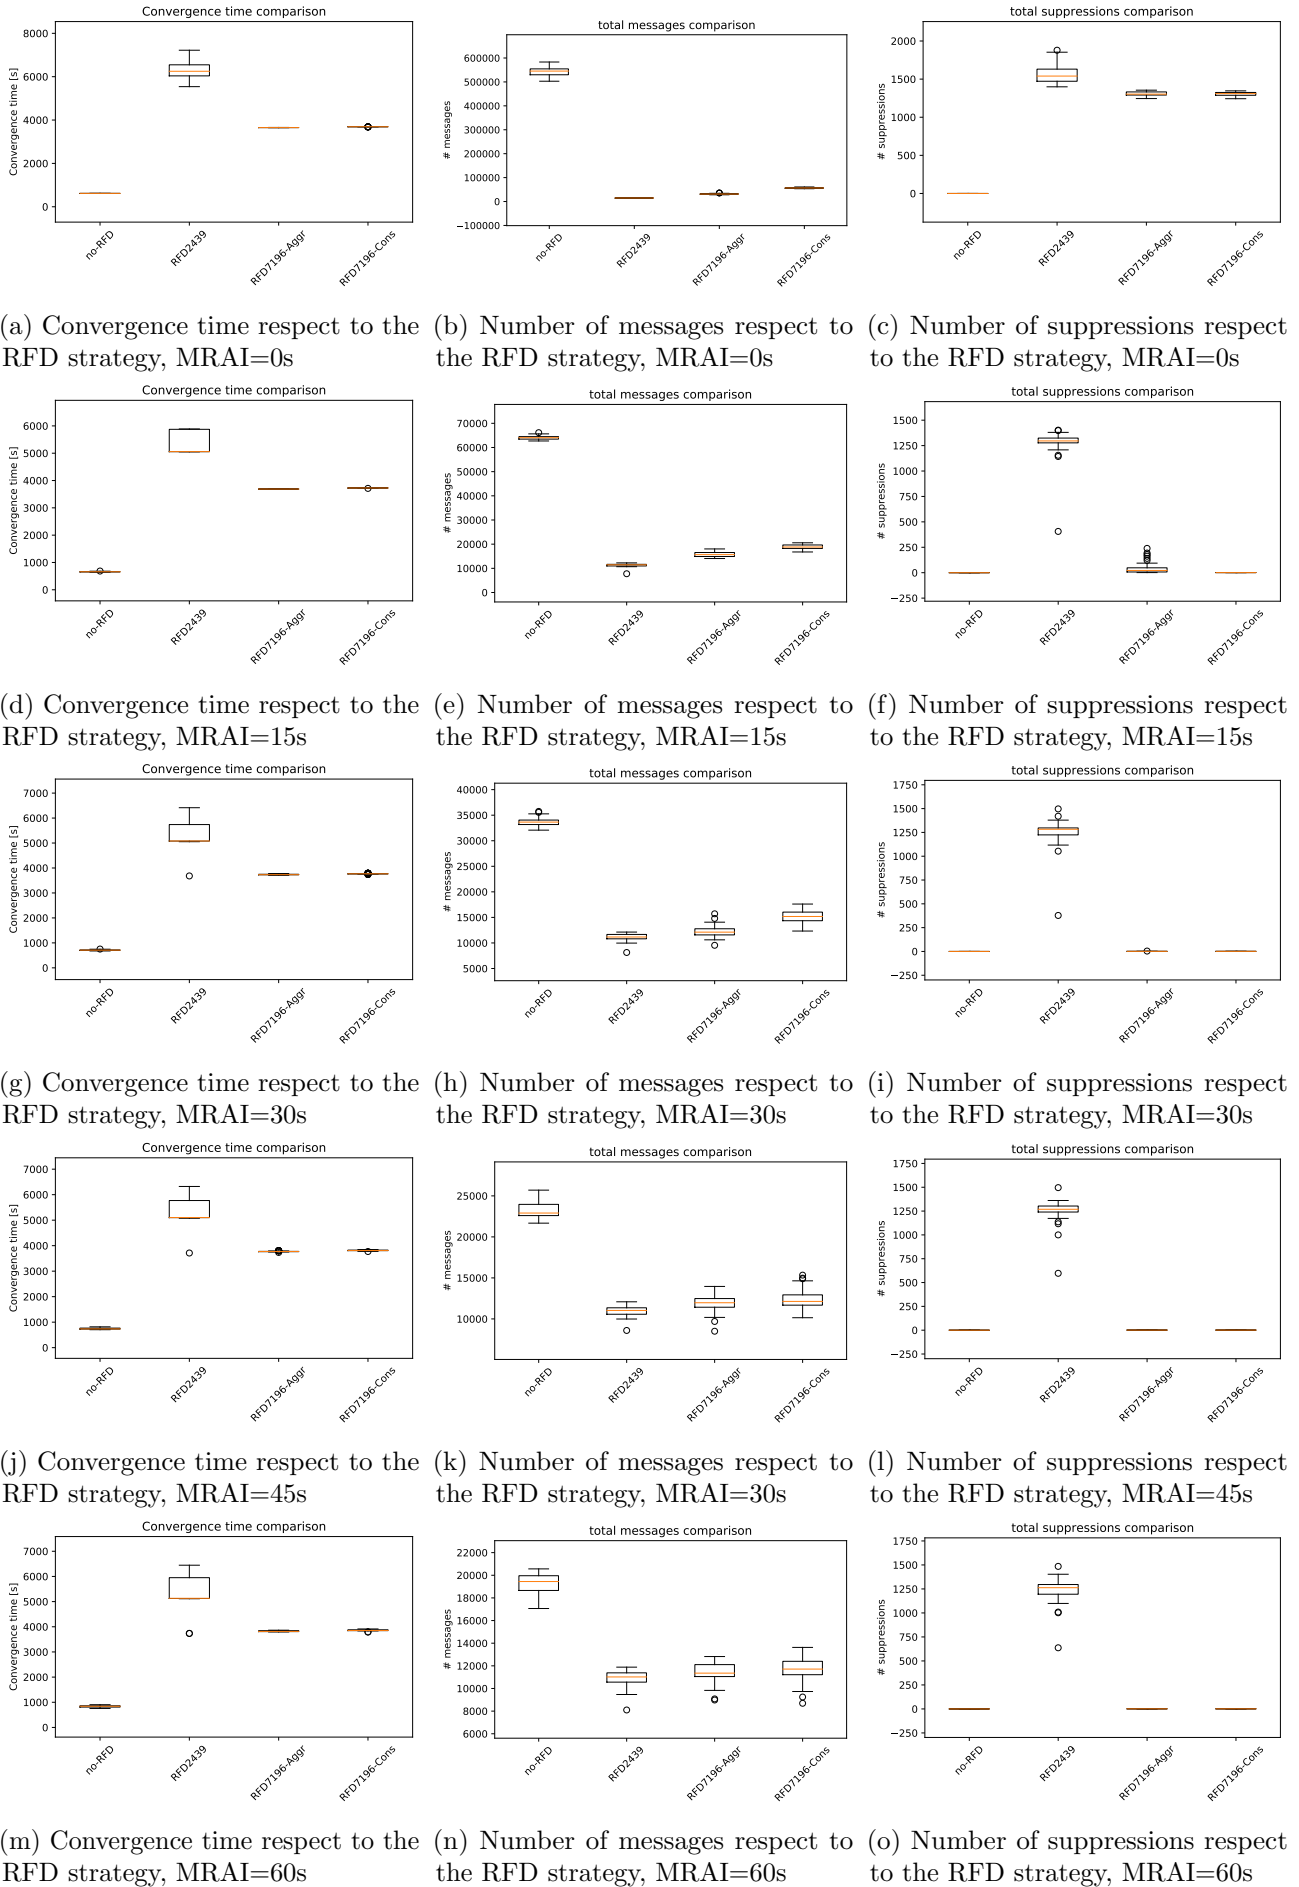 Convergence time comparison
Convergence time [s]
8000
6000
4000
2000
0
no-RFD
RFD2439
RFD7196-Aggr
RFD7196-Cons
total messages comparison
# messages
600000
500000
400000
300000
200000
100000
0
−100000
no-RFD
RFD2439
RFD7196-Aggr
RFD7196-Cons
total suppressions comparison
# suppressions
2000
1500
1000
500
0
no-RFD
RFD2439
RFD7196-Aggr
RFD7196-Cons
(a) Convergence time respect to the
RFD strategy, MRAI=0s
(b) Number of messages respect to
the RFD strategy, MRAI=0s
(c) Number of suppressions respect
to the RFD strategy, MRAI=0s
Convergence time comparison
Convergence time [s]
6000
5000
4000
3000
2000
1000
0
no-RFD
RFD2439
RFD7196-Aggr
RFD7196-Cons
total messages comparison
# messages
70000
60000
50000
40000
30000
20000
10000
0
no-RFD
RFD2439
RFD7196-Aggr
RFD7196-Cons
total suppressions comparison
# suppressions
1500
1250
1000
750
500
250
0
−250
no-RFD
RFD2439
RFD7196-Aggr
RFD7196-Cons
(d) Convergence time respect to the
RFD strategy, MRAI=15s
(e) Number of messages respect to
the RFD strategy, MRAI=15s
(f) Number of suppressions respect
to the RFD strategy, MRAI=15s
Convergence time comparison
Convergence time [s]
7000
6000
5000
4000
3000
2000
1000
0
no-RFD
RFD2439
RFD7196-Aggr
RFD7196-Cons
total messages comparison
# messages
40000
35000
30000
25000
20000
15000
10000
5000
no-RFD
RFD2439
RFD7196-Aggr
RFD7196-Cons
total suppressions comparison
# suppressions
1750
1500
1250
1000
750
500
250
0
−250
no-RFD
RFD2439
RFD7196-Aggr
RFD7196-Cons
(g) Convergence time respect to the
RFD strategy, MRAI=30s
(h) Number of messages respect to
the RFD strategy, MRAI=30s
(i) Number of suppressions respect
to the RFD strategy, MRAI=30s
Convergence time comparison
Convergence time [s]
7000
6000
5000
4000
3000
2000
1000
0
no-RFD
RFD2439
RFD7196-Aggr
RFD7196-Cons
total messages comparison
# messages
25000
20000
15000
10000
no-RFD
RFD2439
RFD7196-Aggr
RFD7196-Cons
total suppressions comparison
# suppressions
1750
1500
1250
1000
750
500
250
0
−250
no-RFD
RFD2439
RFD7196-Aggr
RFD7196-Cons
(j) Convergence time respect to the
RFD strategy, MRAI=45s
(k) Number of messages respect to
the RFD strategy, MRAI=30s
(l) Number of suppressions respect
to the RFD strategy, MRAI=45s
Convergence time comparison
Convergence time [s]
7000
6000
5000
4000
3000
2000
1000
0
no-RFD
RFD2439
RFD7196-Aggr
RFD7196-Cons
total messages comparison
# messages
22000
20000
18000
16000
14000
12000
10000
8000
6000
no-RFD
RFD2439
RFD7196-Aggr
RFD7196-Cons
total suppressions comparison
# suppressions
1750
1500
1250
1000
750
500
250
0
−250
no-RFD
RFD2439
RFD7196-Aggr
RFD7196-Cons
(m) Convergence time respect to the
RFD strategy, MRAI=60s
(n) Number of messages respect to
the RFD strategy, MRAI=60s
(o) Number of suppressions respect
to the RFD strategy, MRAI=60s